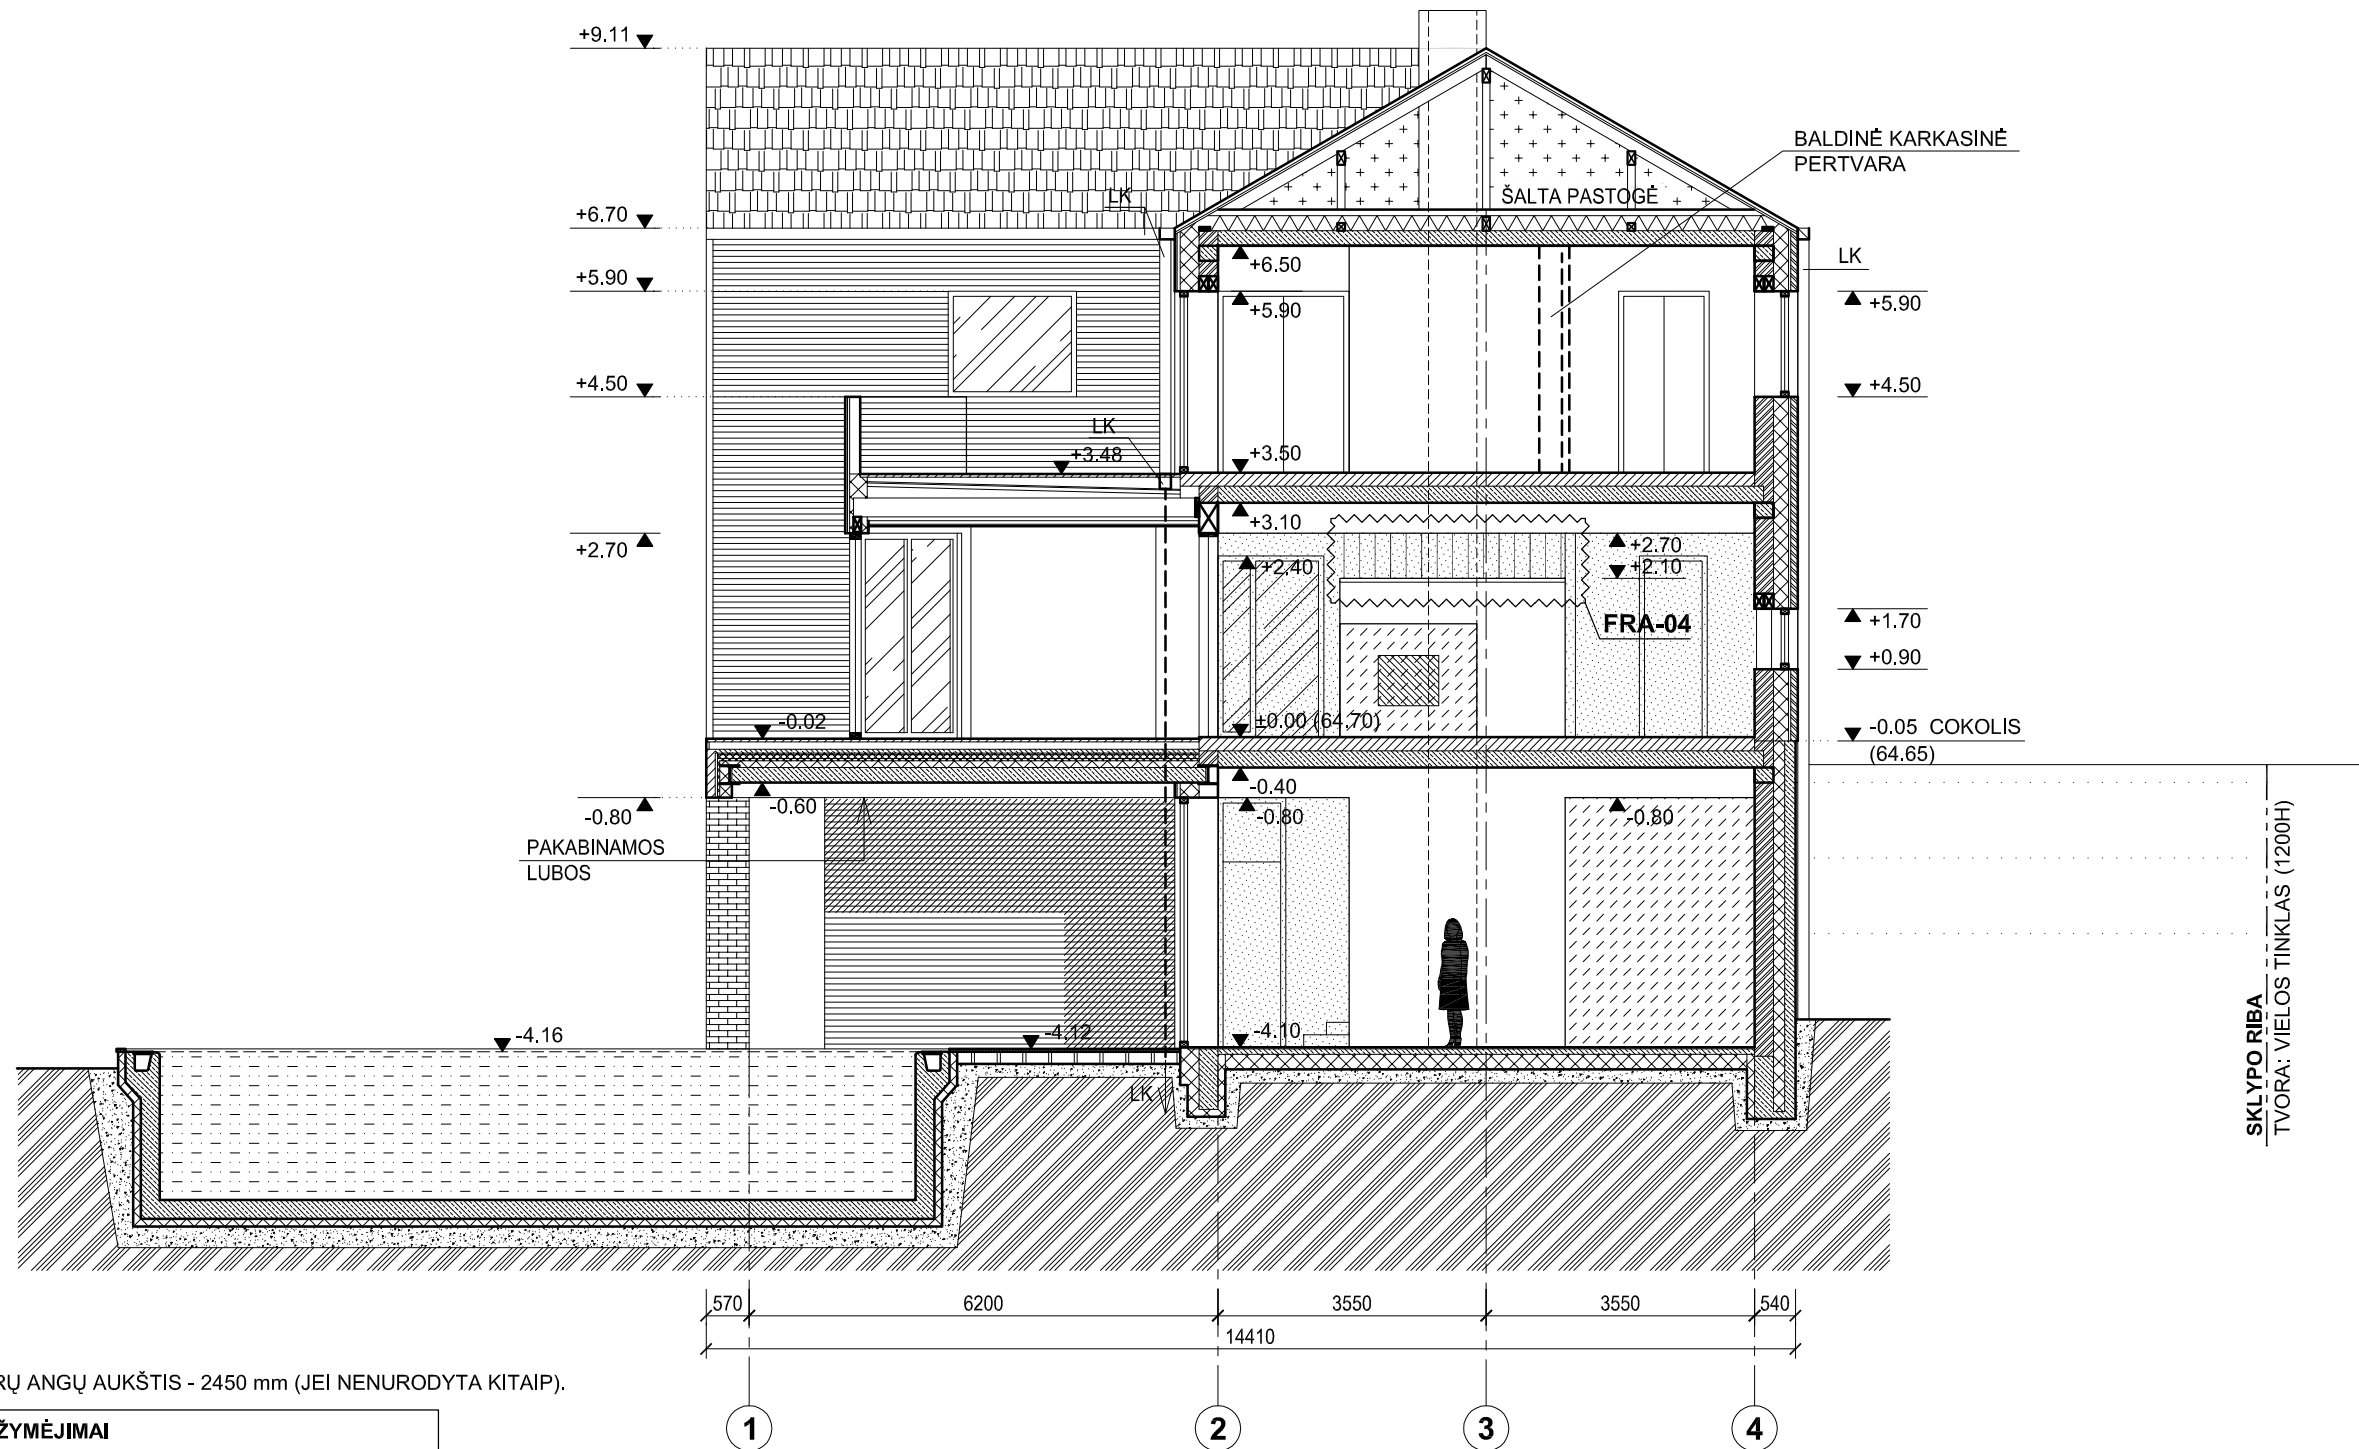 +9.11
BALDINĖ KARKASINĖ
PERTVARA
LK
ŠALTA PASTOGĖ
+6.70
+6.50
LK
+5.90
+5.90
+5.90
+4.50
+4.50
LK
+3.48
+3.50
+3.10
+2.70
+2.70
+2.40
+2.10
FRA-04
+1.70
+0.90
-0.02
±0.00 (64.70)
-0.05 COKOLIS
(64.65)
-0.40
-0.60
-0.80
-0.80
-0.80
PAKABINAMOS
LUBOS
SKLYPO RIBA
TVORA: VIELOS TINKLAS (1200H)
-4.16
-4.12
-4.10
LK
570
6200
3550
3550
540
14410
RŲ ANGŲ AUKŠTIS - 2450 mm (JEI NENURODYTA KITAIP).
ŽYMĖJIMAI
1
2
3
4